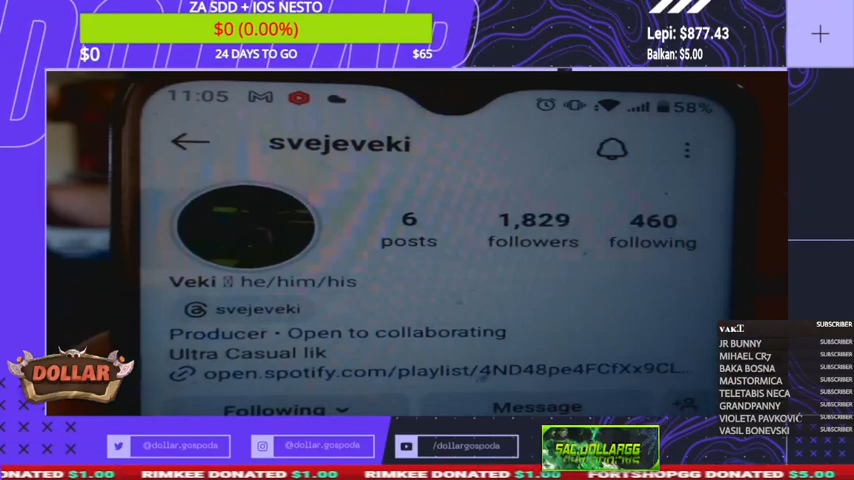 ZA SDD + IOS NESTO
$0 (0.00%)
$0 24 DAYS TO GO $65
Lepi: $877.43
Balkan: $5.00
11:05 58%
svejeveki
6 1,829 460
posts followers following
Veki he/him/his
svejeveki
Producer · Open to collaborating
Ultra Casual lik
open.spotify.com/playlist/4ND48pe4FCfXx9CL...
Following Message
DOLLAR
SUBSCRIBER
JR BUNNY SUBSCRIBER
MIHAEL CR7 SUBSCRIBER
BAKA BOSNA SUBSCRIBER
MAJSTORMICA SUBSCRIBER
TELETABIS NECA SUBSCRIBER
GRANDPANNY SUBSCRIBER
VIOLETA PAVKOVIĆ SUBSCRIBER
VASIL BONEVSKI SUBSCRIBER
@dollar.gospoda @dollar.gospoda /dollargospoda
SAC.DOLLARGG
ONATED $1.00 RIMKEE DONATED $1.00 RIMKEE DONATED $1.00 FORTSHOPGG DONATED $5.00